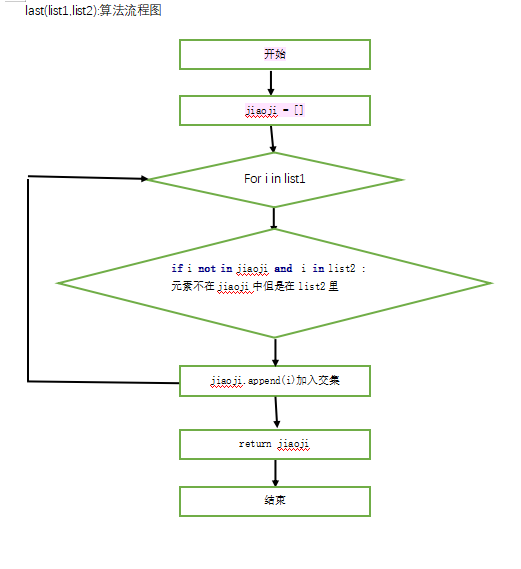 last(list1,list2):算法流程图
开始
jiaoji = []
For i in list1
if i not in jiaoji and i in list2 :
元素不在 jiaoji 中但是在 list2 里
jiaoji.append(i)加入交集
return jiaoji
结束